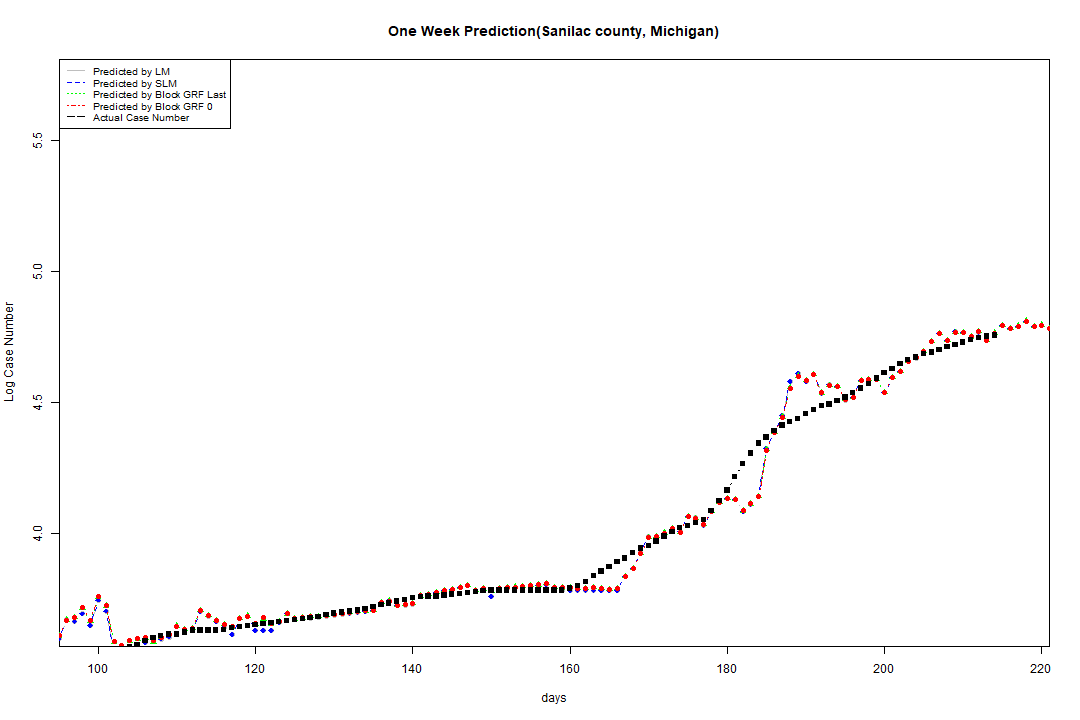 One Week Prediction(Sanilac county, Michigan)
Predicted by LM
Predicted by SLM
Predicted by Block GRF Last
Predicted by Block GRF 0
Actual Case Number
5.5
5.0
4.5
4.0
Log Case Number
100 120 140 160 180 200 220
days